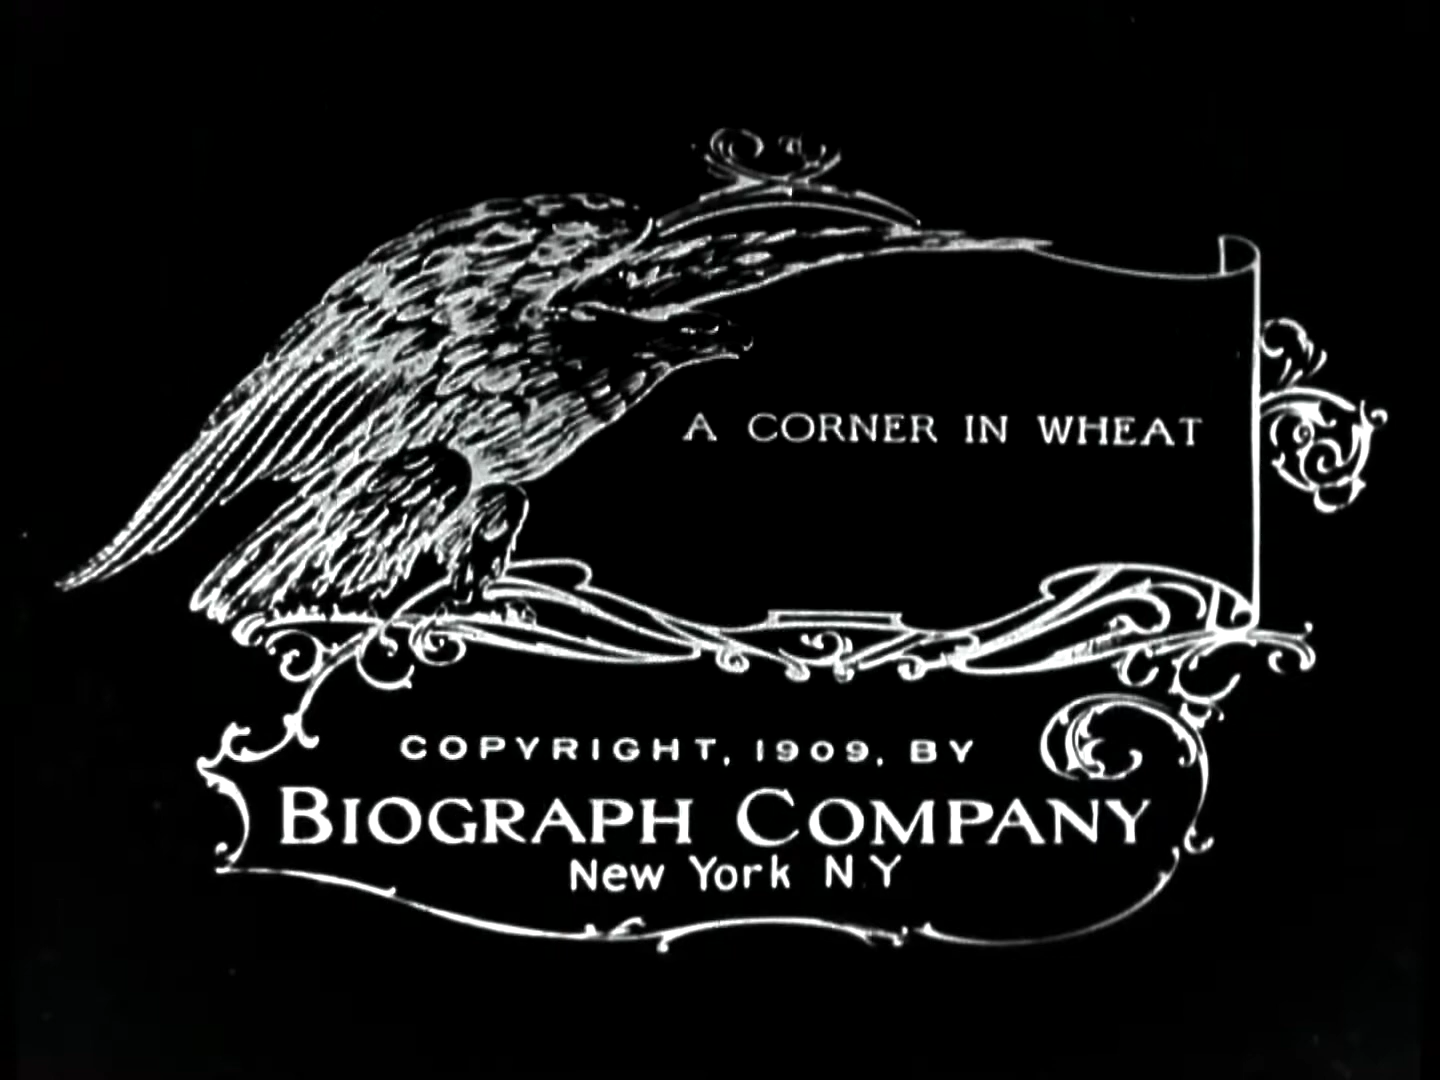 A CORNER IN WHEAT
COPYRIGHT, 1909, BY
BIOGRAPH COMPANY
New York N.Y